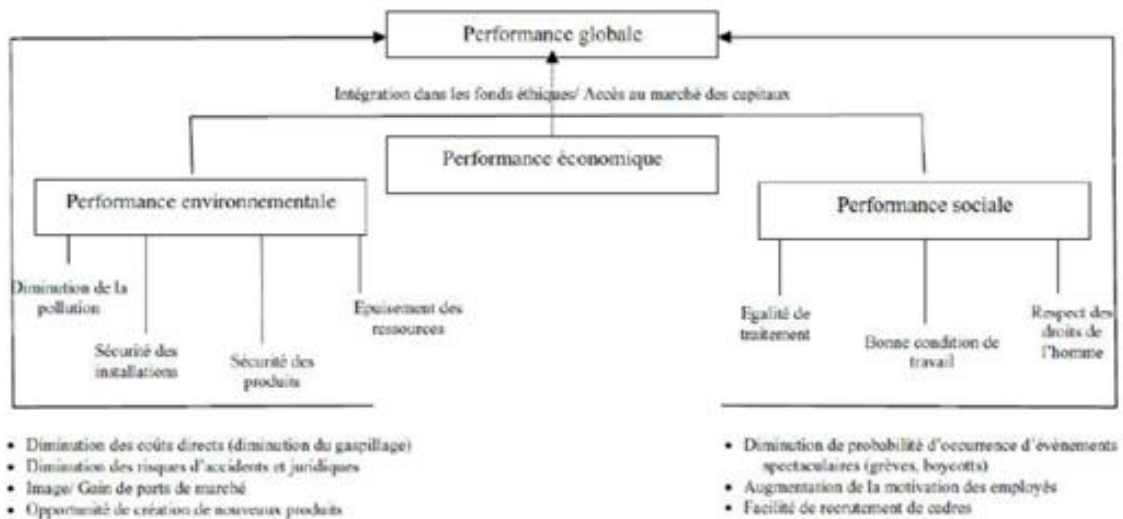 Performance globale
Intégration dans les fonds éthiques/ Accès au marché des capitaux
Performance économique
Performance environnementale
Performance sociale
Diminution de la
pollution
Sécurité des
installations
Sécurité des
produits
Epuisement des
ressources
Egalité de
traitement
Bonne condition de
travail
Respect des
droits de
l'homme
• Diminution des coûts directs (diminution du gaspillage)
• Diminution des risques d'accidents et juridiques
• Image/ Gain de parts de marché
• Opportunité de création de nouveaux produits
• Diminution de probabilité d'occurrence d'évènements
spectaculaires (grèves, boycotts)
• Augmentation de la motivation des employés
• Facilité de recrutement de cadres